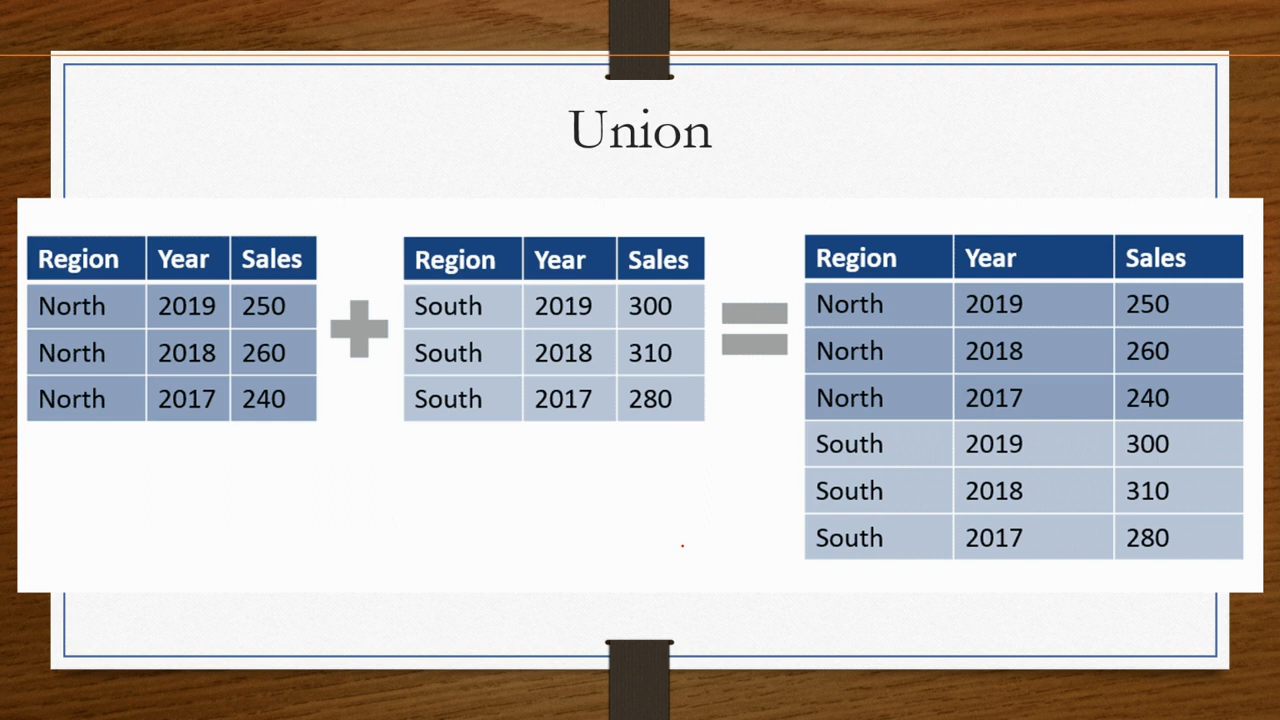 Union
Region Year Sales
North 2019 250
North 2018 260
North 2017 240
Region Year Sales
South 2019 300
South 2018 310
South 2017 280
Region Year Sales
North 2019 250
North 2018 260
North 2017 240
South 2019 300
South 2018 310
South 2017 280